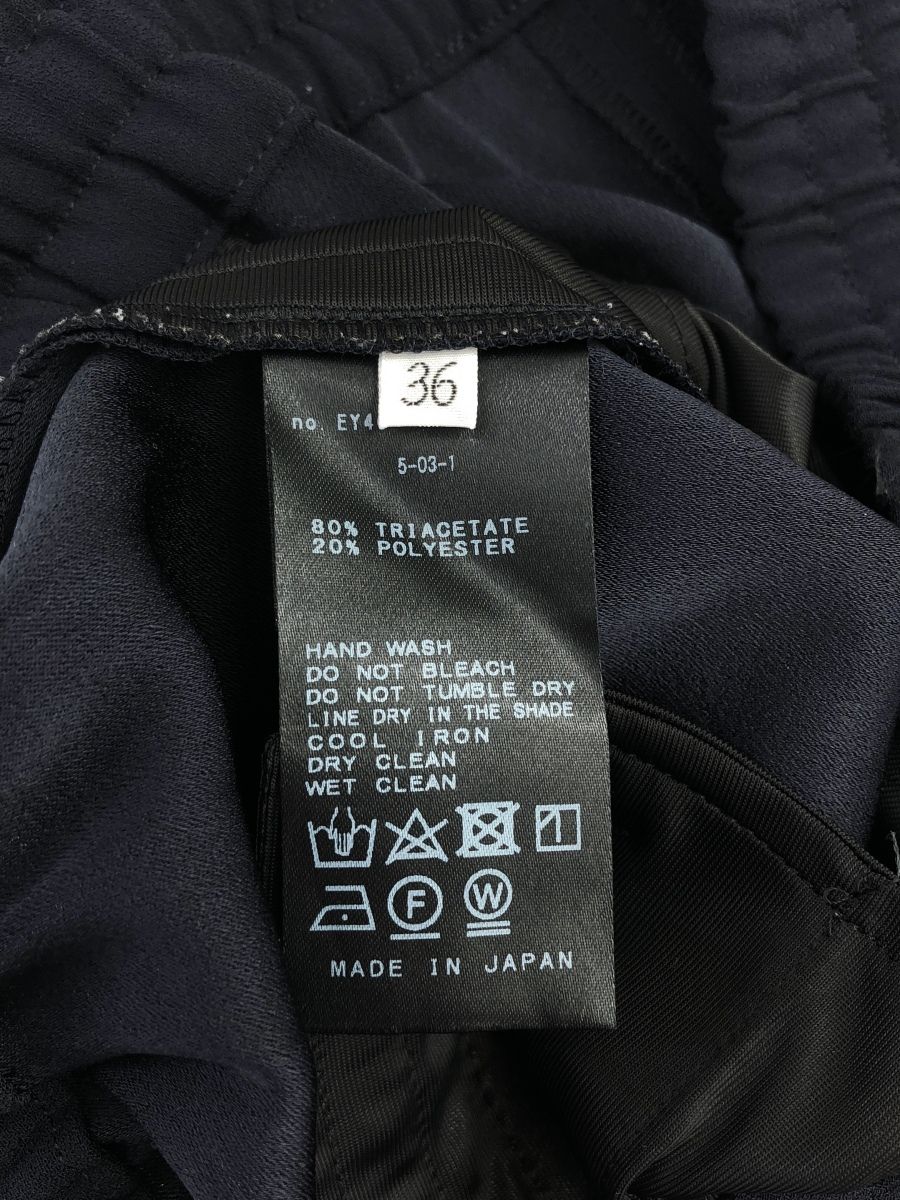 36
no. EY4
5-03-1
80% TRIACETATE
20% POLYESTER
HAND WASH
DO NOT BLEACH
DO NOT TUMBLE DRY
LINE DRY IN THE SHADE
COOL IRON
DRY CLEAN
WET CLEAN
F
W
MADE IN JAPAN